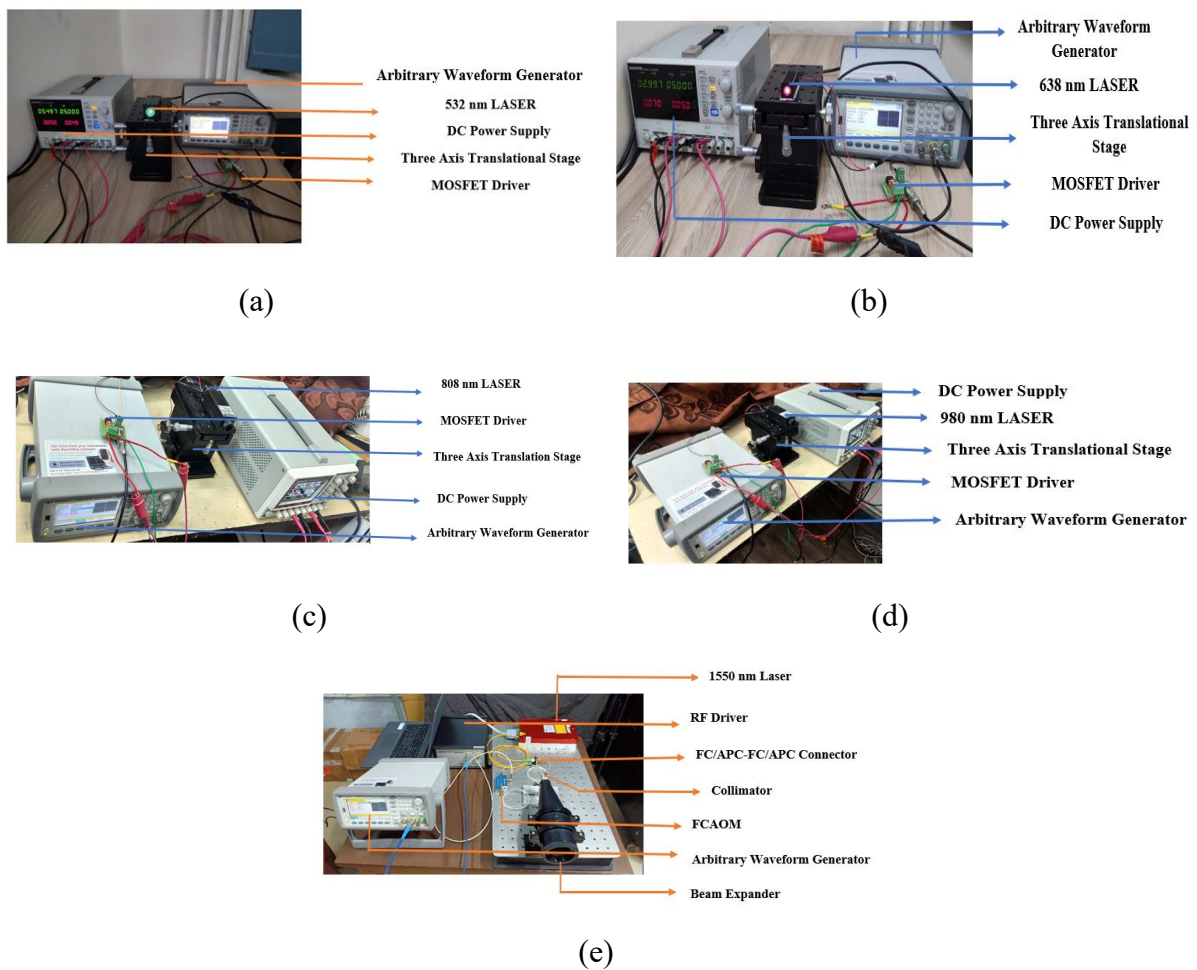 Arbitrary Waveform Generator
532 nm LASER
DC Power Supply
Three Axis Translational Stage
MOSFET Driver
(a)
Arbitrary Waveform
Generator
638 nm LASER
Three Axis Translational
Stage
MOSFET Driver
DC Power Supply
(b)
808 nm LASER
MOSFET Driver
Three Axis Translation Stage
DC Power Supply
Arbitrary Waveform Generator
(c)
DC Power Supply
980 nm LASER
Three Axis Translational Stage
MOSFET Driver
Arbitrary Waveform Generator
(d)
1550 nm Laser
RF Driver
FC/APC-FC/APC Connector
Collimator
FCAOM
Arbitrary Waveform Generator
Beam Expander
(e)